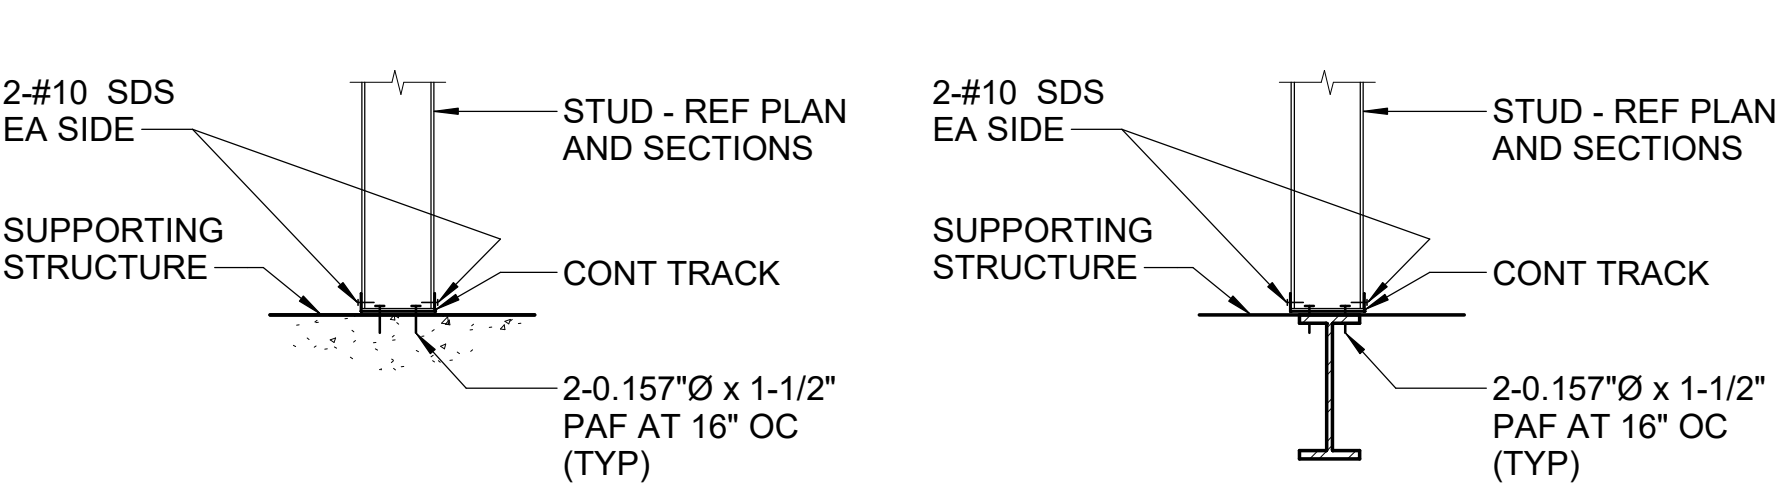 2-#10 SDS
EA SIDE
STUD - REF PLAN
AND SECTIONS
SUPPORTING
STRUCTURE
CONT TRACK
2-0.157"Ø x 1-1/2"
PAF AT 16" OC
(TYP)
2-#10 SDS
EA SIDE
STUD - REF PLAN
AND SECTIONS
SUPPORTING
STRUCTURE
CONT TRACK
2-0.157"Ø x 1-1/2"
PAF AT 16" OC
(TYP)